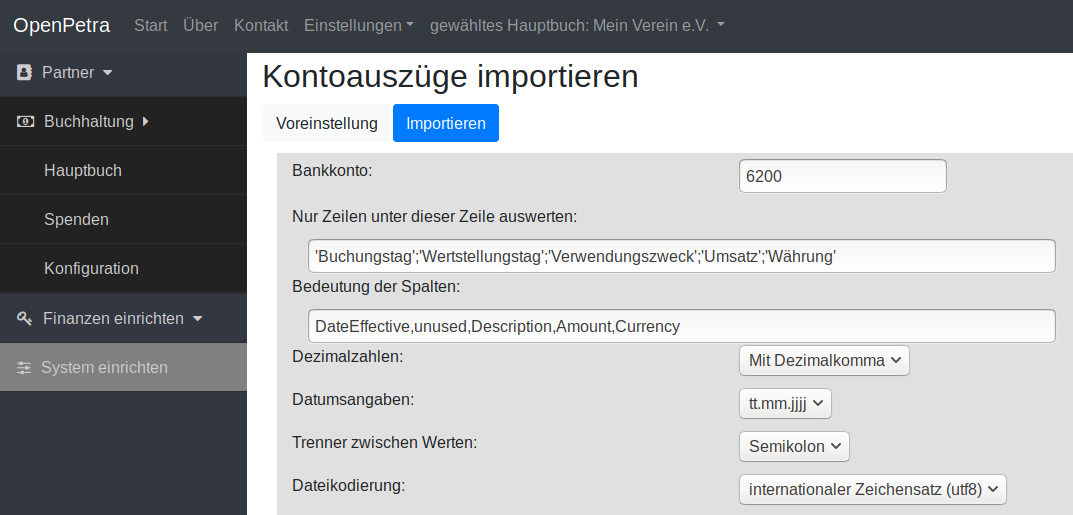 OpenPetra Start Über Kontakt Einstellungen gewähltes Hauptbuch: Mein Verein e.V.
Partner
Buchhaltung
Hauptbuch
Spenden
Konfiguration
Finanzen einrichten
System einrichten
Kontoauszüge importieren
Voreinstellung Importieren
Bankkonto: 6200
Nur Zeilen unter dieser Zeile auswerten:
'Buchungstag';'Wertstellungstag';'Verwendungszweck';'Umsatz';'Währung'
Bedeutung der Spalten:
DateEffective,unused,Description,Amount,Currency
Dezimalzahlen: Mit Dezimalkomma
Datumsangaben: tt.mm.jjjj
Trenner zwischen Werten: Semikolon
Dateikodierung: internationaler Zeichensatz (utf8)